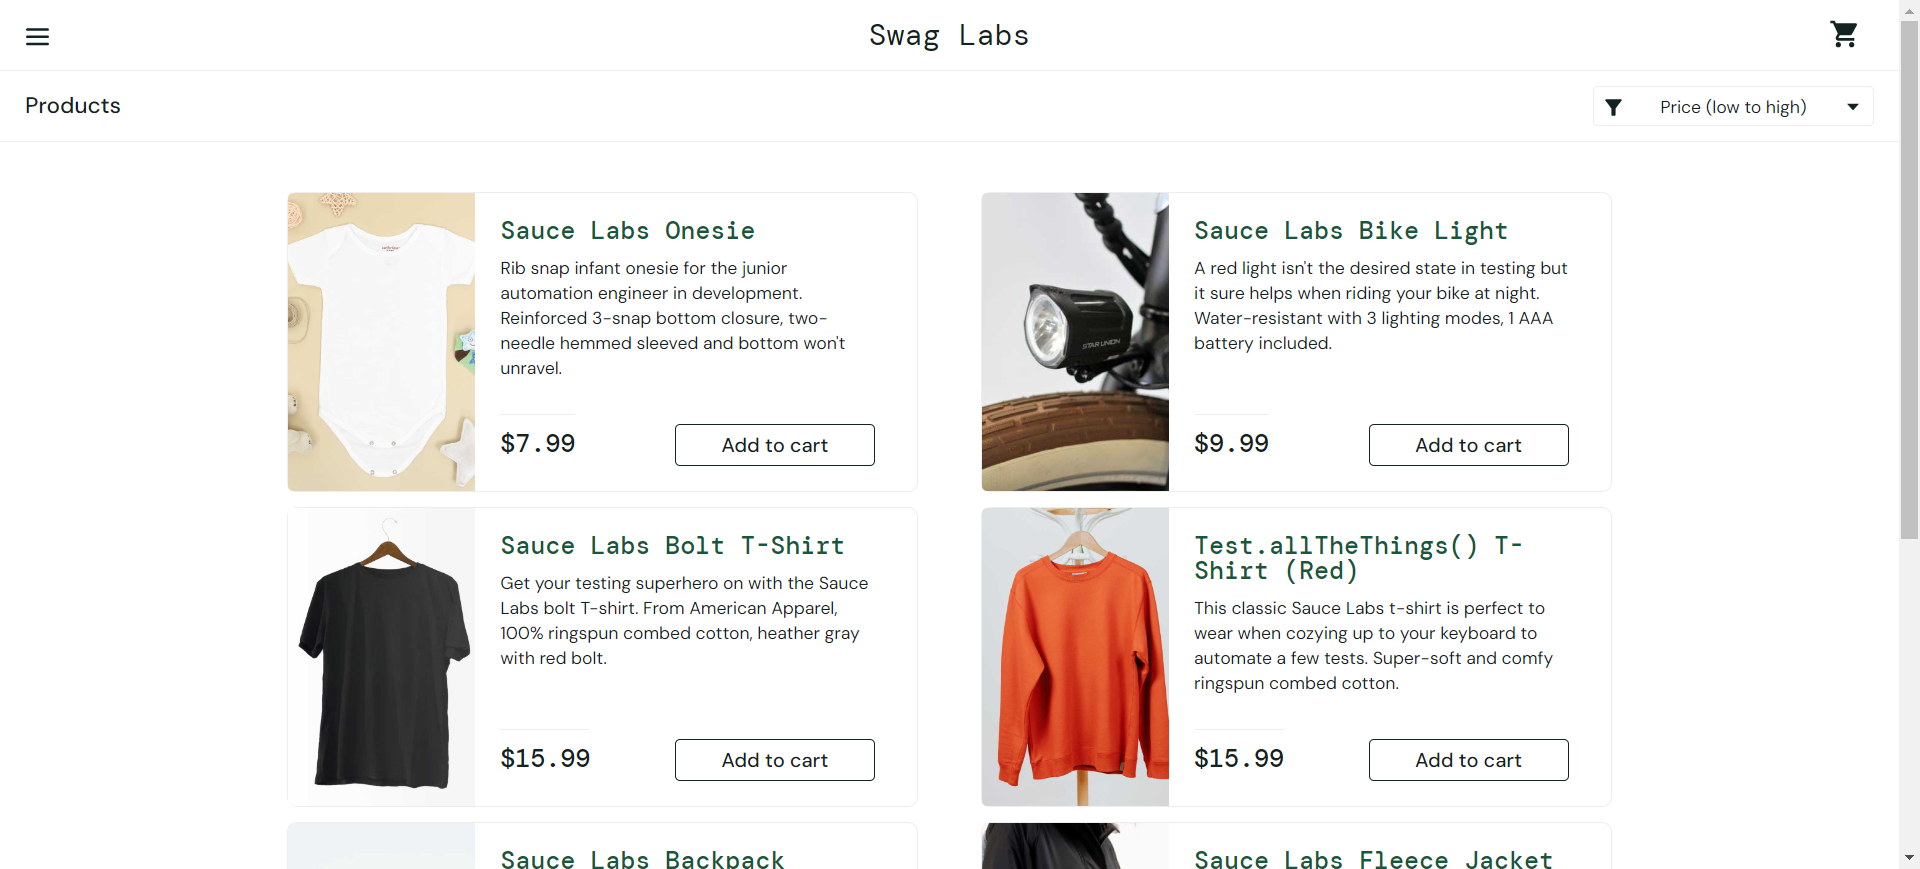 Swag Labs
Products
Price (low to high)
Sauce Labs Onesie
Rib snap infant onesie for the junior
automation engineer in development.
Reinforced 3-snap bottom closure, two-
needle hemmed sleeved and bottom won't
unravel.
$7.99
Add to cart
Sauce Labs Bike Light
A red light isn't the desired state in testing but
it sure helps when riding your bike at night.
Water-resistant with 3 lighting modes, 1 AAA
battery included.
STAR UNION
$9.99
Add to cart
Sauce Labs Bolt T-Shirt
Get your testing superhero on with the Sauce
Labs bolt T-shirt. From American Apparel,
100% ringspun combed cotton, heather gray
with red bolt.
$15.99
Add to cart
Test.allTheThings() T-
Shirt (Red)
This classic Sauce Labs t-shirt is perfect to
wear when cozying up to your keyboard to
automate a few tests. Super-soft and comfy
ringspun combed cotton.
$15.99
Add to cart
Sauce Labs Backpack
Sauce Labs Fleece Jacket